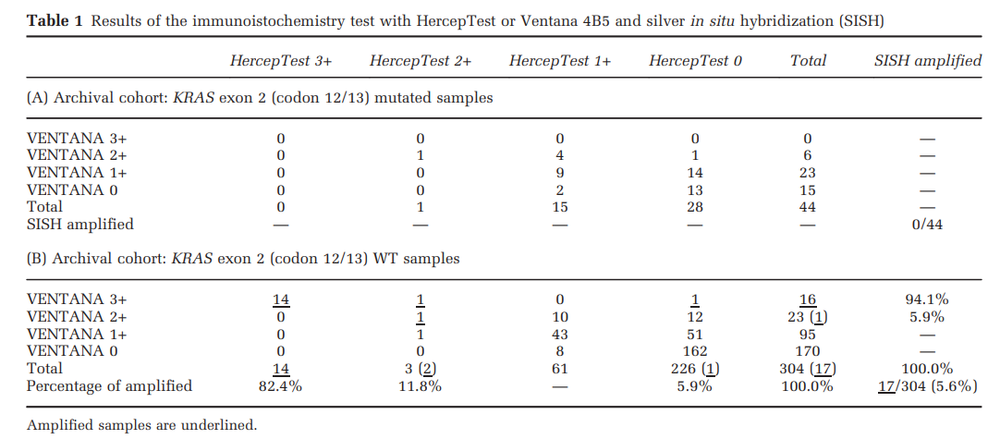 Table 1 Results of the immunoistochemistry test with HercepTest or Ventana 4B5 and silver in situ hybridization (SISH)
HercepTest 3+ HercepTest 2+ HercepTest 1+ HercepTest 0 Total SISH amplified
(A) Archival cohort: KRAS exon 2 (codon 12/13) mutated samples
VENTANA 3+ 0 0 0 0 0 —
VENTANA 2+ 0 1 4 1 6 —
VENTANA 1+ 0 0 9 14 23 —
VENTANA 0 0 0 2 13 15 —
Total 0 1 15 28 44 —
SISH amplified — — — — — 0/44
(B) Archival cohort: KRAS exon 2 (codon 12/13) WT samples
VENTANA 3+ 14 1 0 1 16 94.1%
VENTANA 2+ 0 1 10 12 23 (1) 5.9%
VENTANA 1+ 0 1 43 51 95 —
VENTANA 0 0 0 8 162 170 —
Total 14 3 (2) 61 226 (1) 304 (17) 100.0%
Percentage of amplified 82.4% 11.8% — 5.9% 100.0% 17/304 (5.6%)
Amplified samples are underlined.